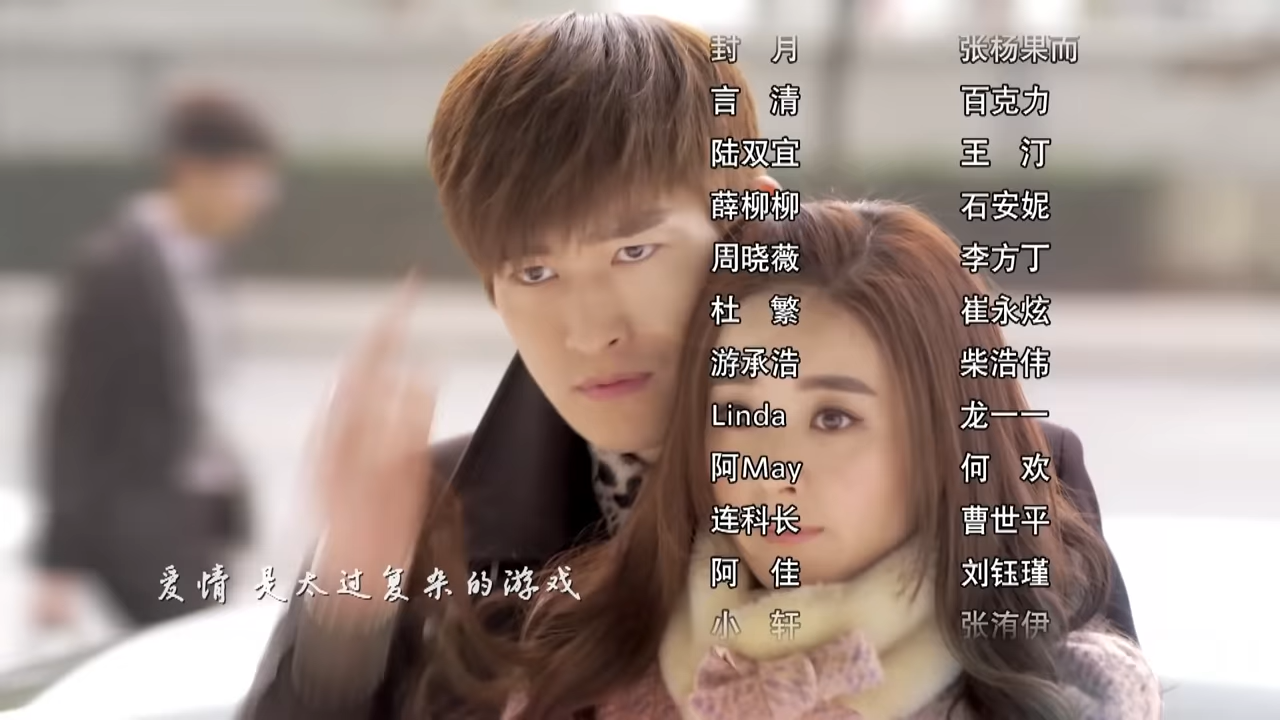 封月 张杨果而
言清 百克力
陆双宜 王汀
薛柳柳 石安妮
周晓薇 李方丁
杜繁 崔永炫
游承浩 柴浩伟
Linda 龙一一
阿May 何欢
连科长 曹世平
阿佳 刘钰瑾
爱情 是太过复杂的游戏
小轩 张洧伊